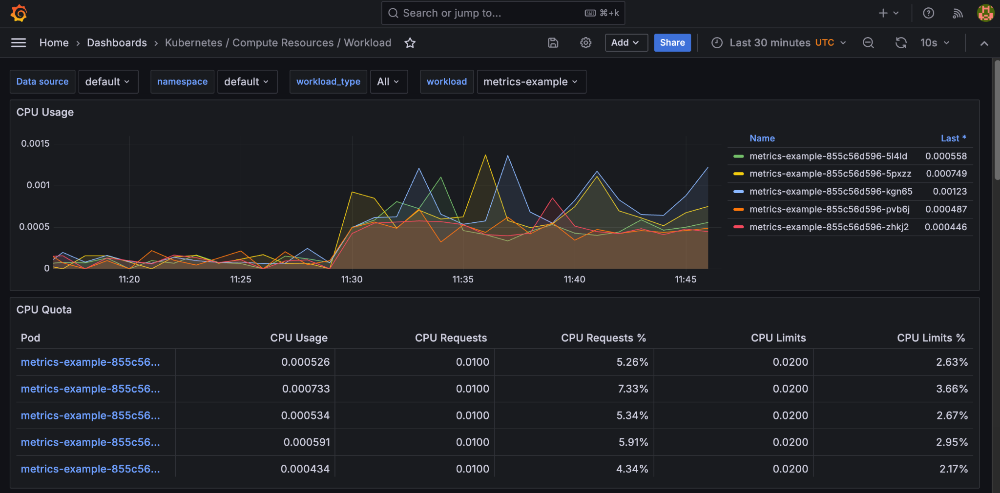 Search or jump to... ⌘+k
Home › Dashboards › Kubernetes / Compute Resources / Workload Add Share Last 30 minutes UTC 10s
Data source default namespace default workload_type All workload metrics-example
CPU Usage
0.0015
0.001
0.0005
0
11:20 11:25 11:30 11:35 11:40 11:45
Name Last *
metrics-example-855c56d596-5l4ld 0.000558
metrics-example-855c56d596-5pxzz 0.000749
metrics-example-855c56d596-kgn65 0.00123
metrics-example-855c56d596-pvb6j 0.000487
metrics-example-855c56d596-zhkj2 0.000446
CPU Quota
Pod CPU Usage CPU Requests CPU Requests % CPU Limits CPU Limits %
metrics-example-855c56... 0.000526 0.0100 5.26% 0.0200 2.63%
metrics-example-855c56... 0.000733 0.0100 7.33% 0.0200 3.66%
metrics-example-855c56... 0.000534 0.0100 5.34% 0.0200 2.67%
metrics-example-855c56... 0.000591 0.0100 5.91% 0.0200 2.95%
metrics-example-855c56... 0.000434 0.0100 4.34% 0.0200 2.17%